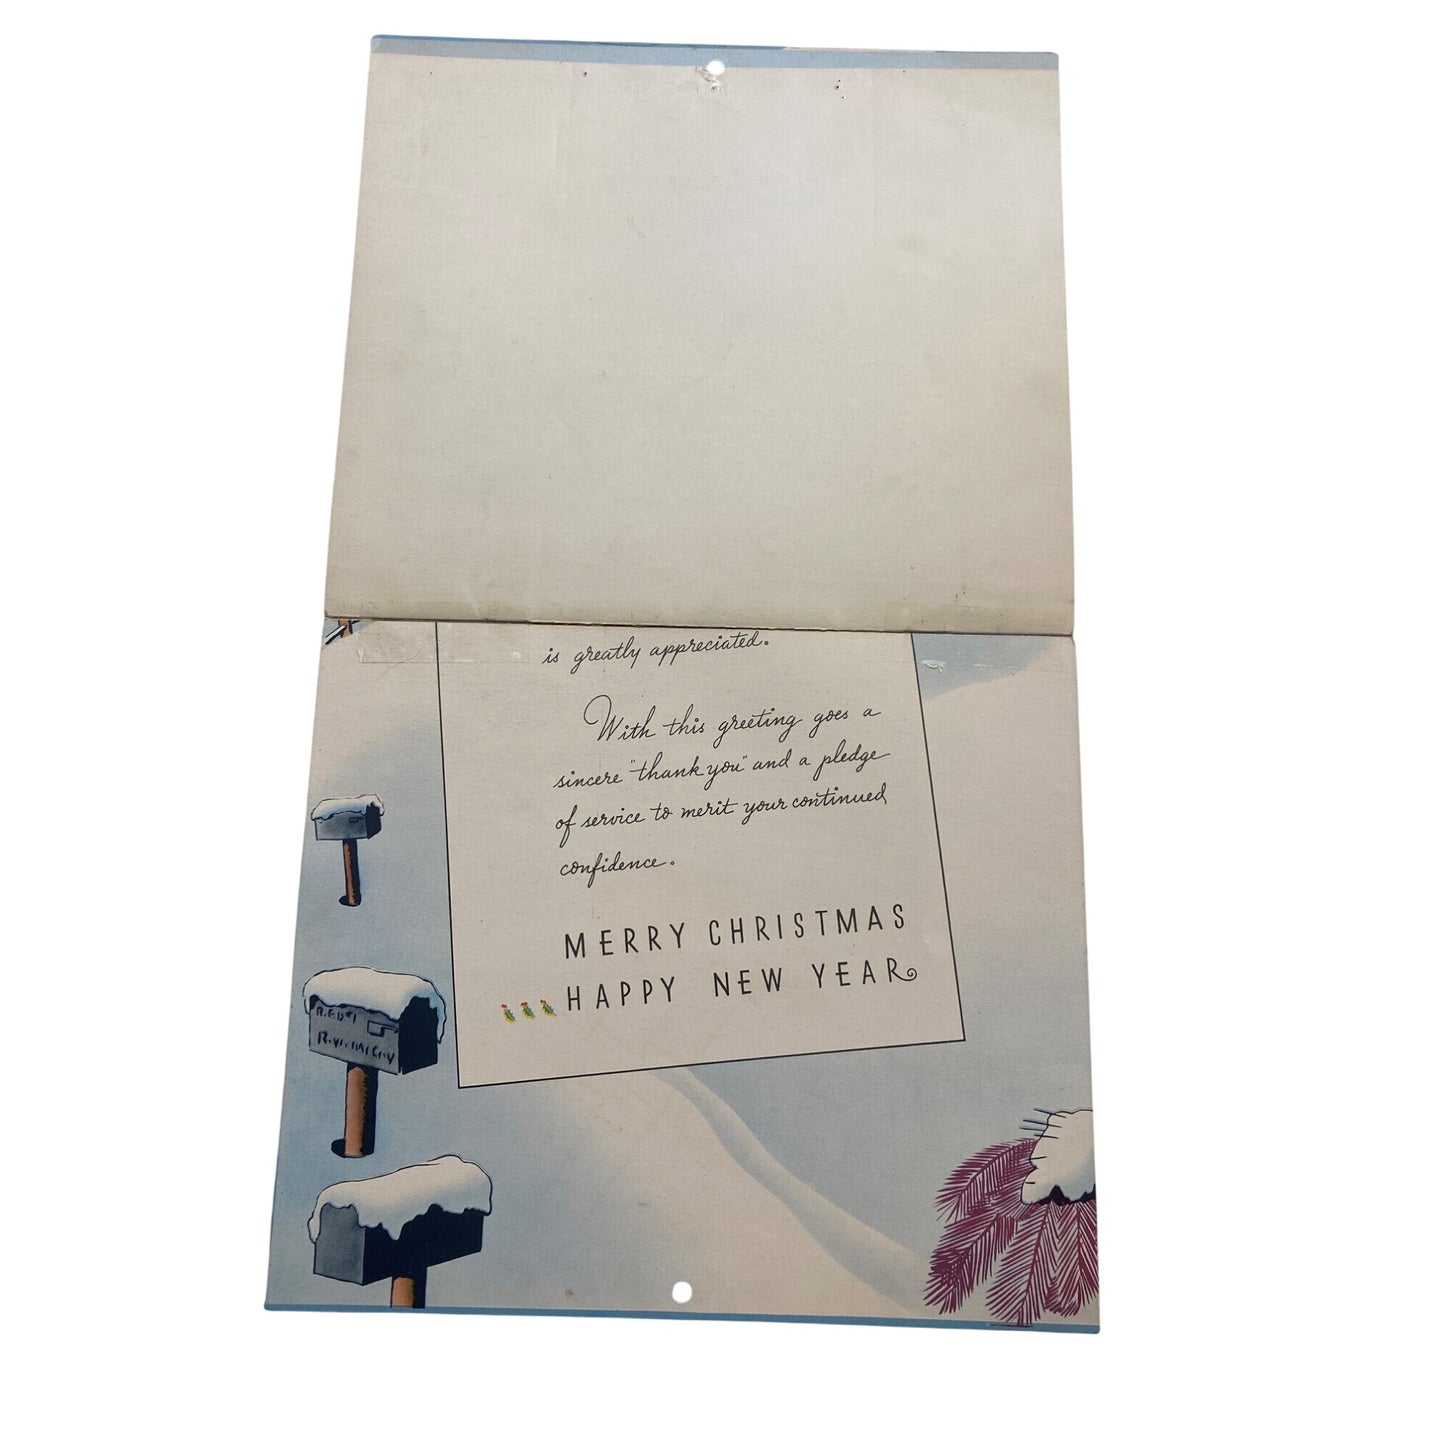 is greatly appreciated.
With this greeting goes a
sincere "thank you" and a pledge
of service to merit your continued
confidence.
MERRY CHRISTMAS
HAPPY NEW YEAR
R.F.D#1